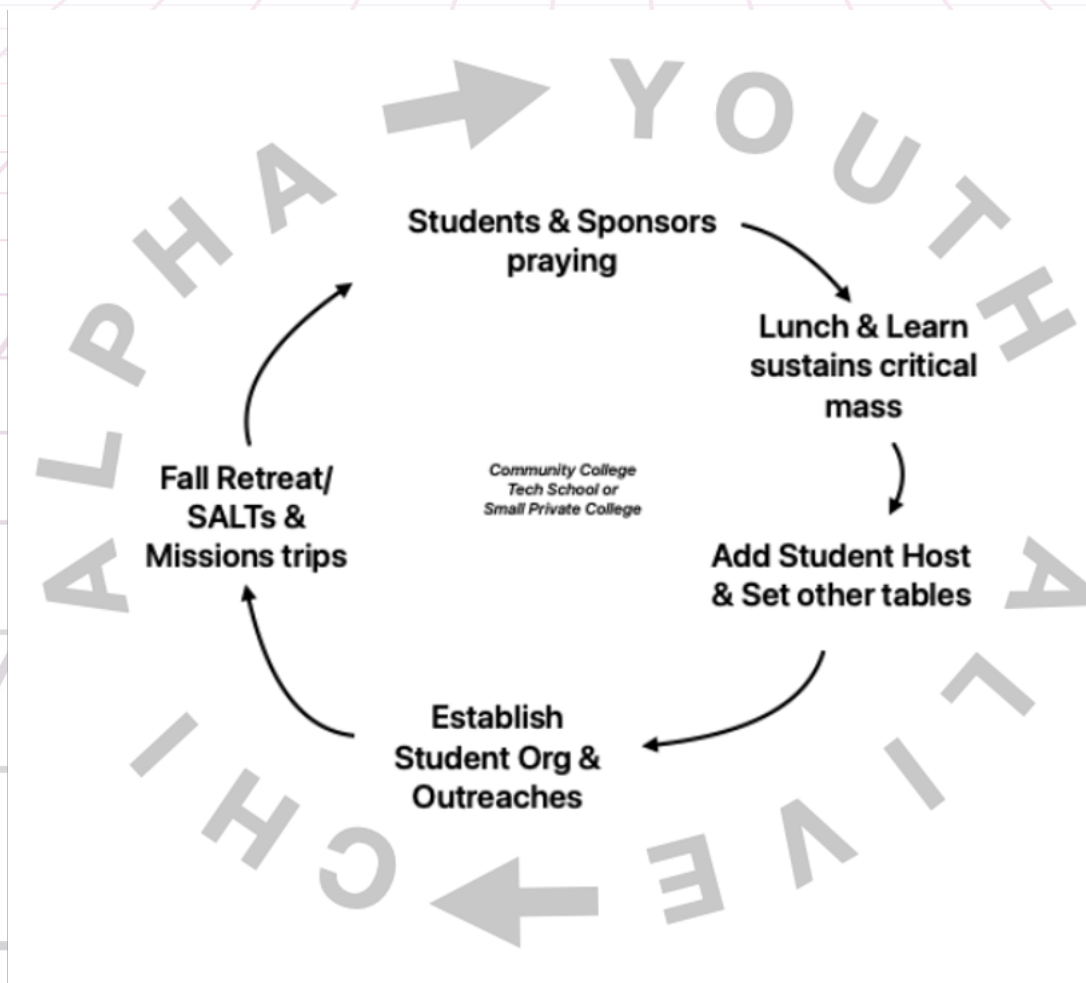 YOUTH
ALIVE
CHI
ALPHA
Students & Sponsors
praying
Lunch & Learn
sustains critical
mass
Add Student Host
& Set other tables
Establish
Student Org &
Outreaches
Fall Retreat/
SALTs &
Missions trips
Community College
Tech School or
Small Private College